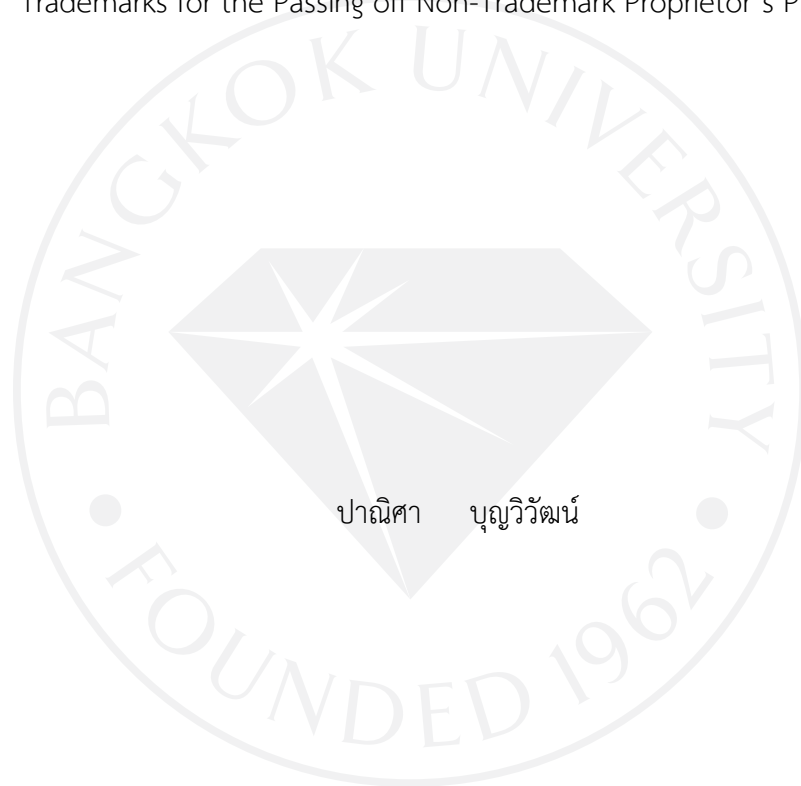 Trademarks for the Passing off Non-Trademark Proprietor's P
BANGKOK UNIVERSITY
ปาณิศา บุญวิวัฒน์
FOUNDED 1962